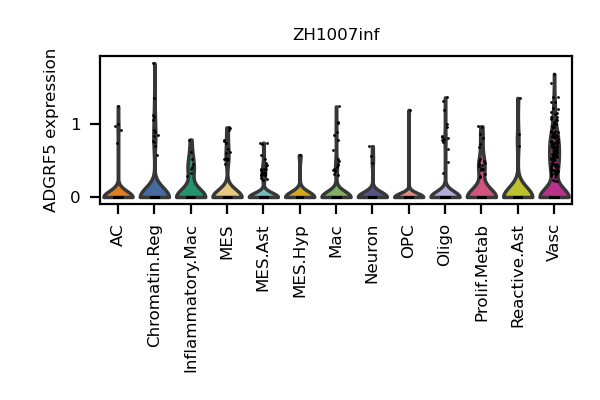 ZH1007inf
ADGRF5 expression
1
0
AC
Chromatin.Reg
Inflammatory.Mac
MES
MES.Ast
MES.Hyp
Mac
Neuron
OPC
Oligo
Prolif.Metab
Reactive.Ast
Vasc